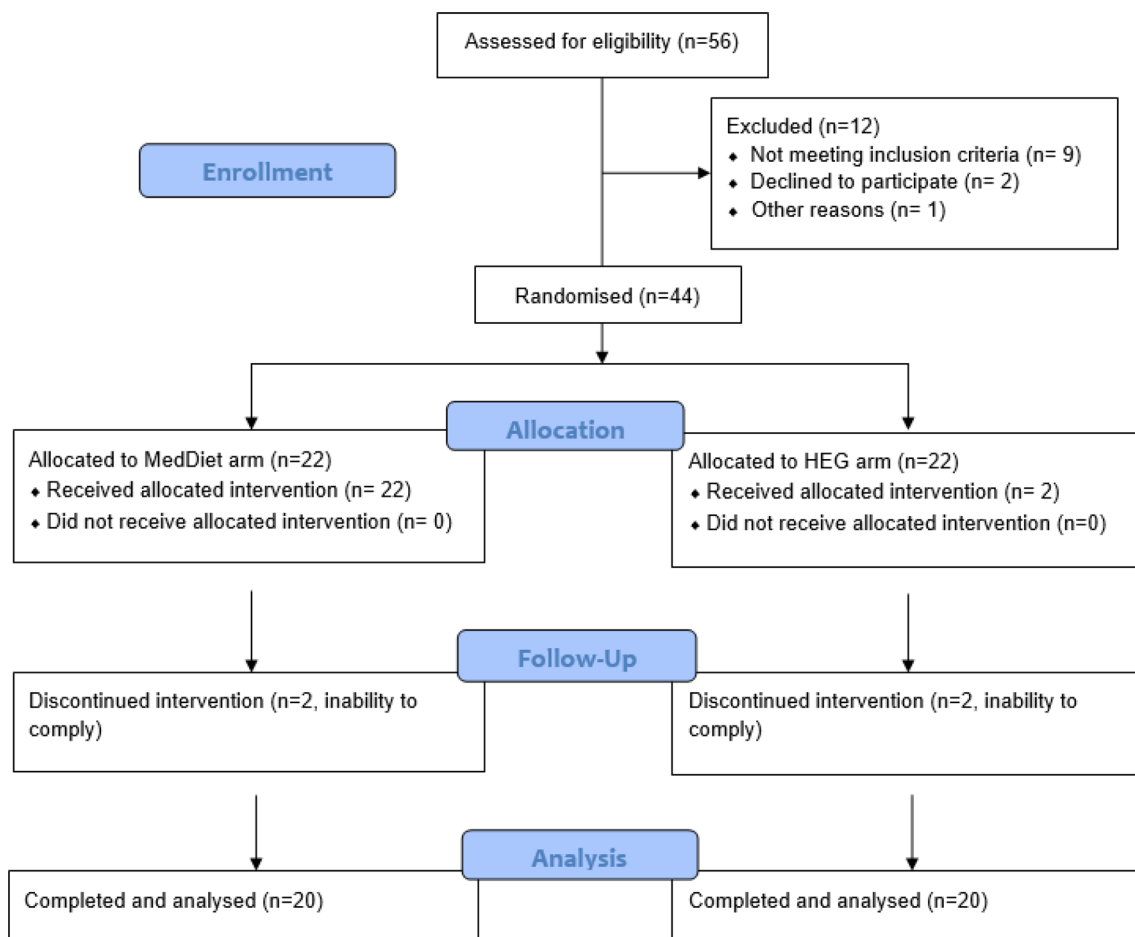 Assessed for eligibility (n=56)
Enrollment
Excluded (n=12)
⬥ Not meeting inclusion criteria (n= 9)
⬥ Declined to participate (n= 2)
⬥ Other reasons (n= 1)
Randomised (n=44)
Allocation
Allocated to MedDiet arm (n=22)
⬥ Received allocated intervention (n= 22)
⬥ Did not receive allocated intervention (n= 0)
Allocated to HEG arm (n=22)
⬥ Received allocated intervention (n= 2)
⬥ Did not receive allocated intervention (n=0)
Follow-Up
Discontinued intervention (n=2, inability to
comply)
Discontinued intervention (n=2, inability to
comply)
Analysis
Completed and analysed (n=20)
Completed and analysed (n=20)